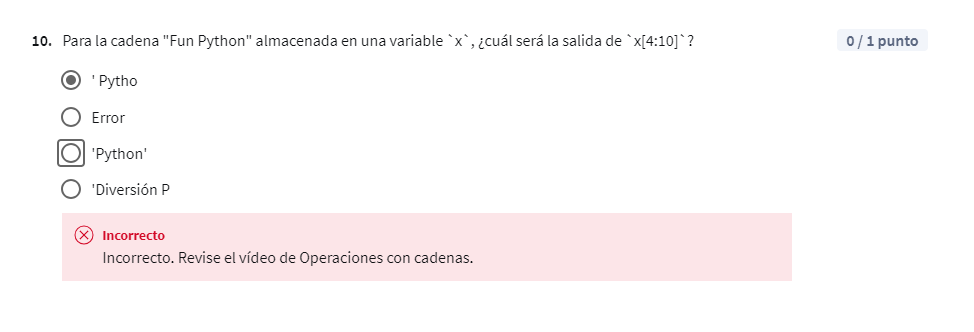 10. Para la cadena "Fun Python" almacenada en una variable `x`, ¿cuál será la salida de `x[4:10]`?
0 / 1 punto
' Pytho
Error
'Python'
'Diversión P
Incorrecto
Incorrecto. Revise el vídeo de Operaciones con cadenas.